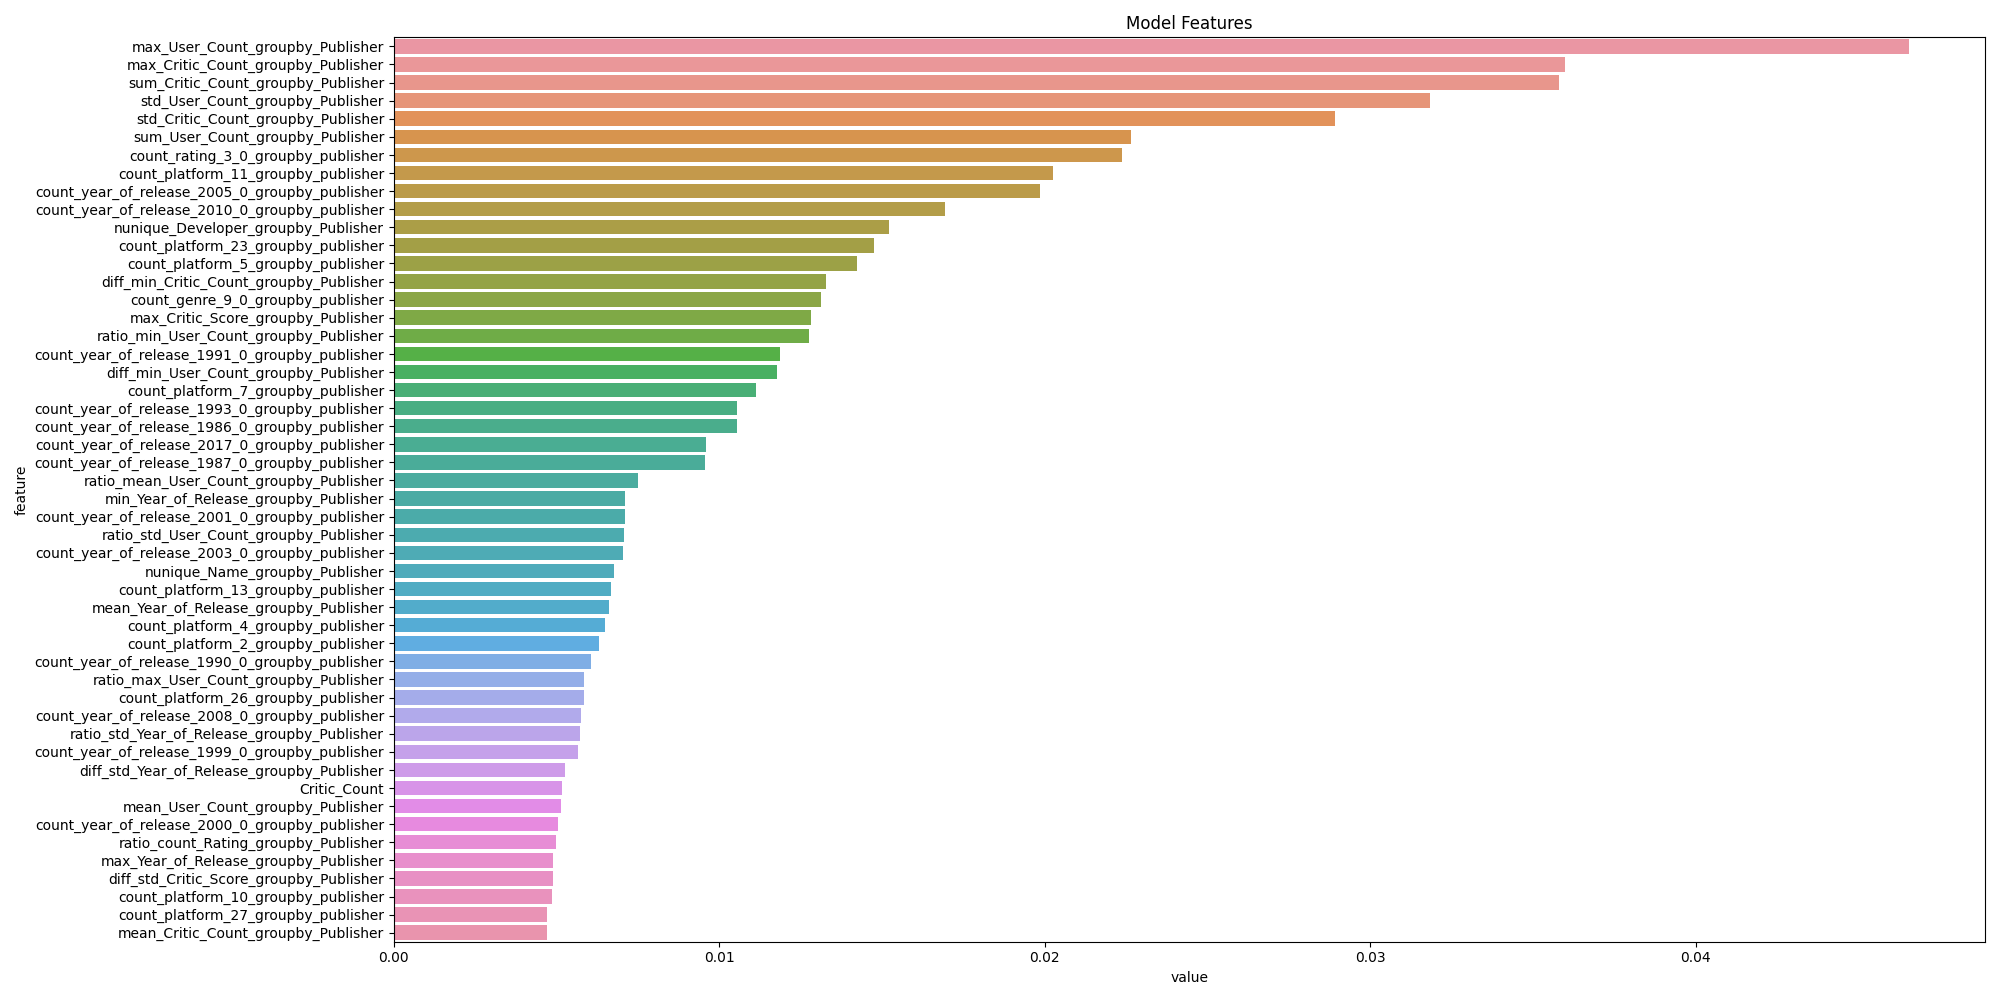 Model Features
max_User_Count_groupby_Publisher
max_Critic_Count_groupby_Publisher
sum_Critic_Count_groupby_Publisher
std_User_Count_groupby_Publisher
std_Critic_Count_groupby_Publisher
sum_User_Count_groupby_Publisher
count_rating_3_0_groupby_publisher
count_platform_11_groupby_publisher
count_year_of_release_2005_0_groupby_publisher
count_year_of_release_2010_0_groupby_publisher
nunique_Developer_groupby_Publisher
count_platform_23_groupby_publisher
count_platform_5_groupby_publisher
diff_min_Critic_Count_groupby_Publisher
count_genre_9_0_groupby_publisher
max_Critic_Score_groupby_Publisher
ratio_min_User_Count_groupby_Publisher
count_year_of_release_1991_0_groupby_publisher
diff_min_User_Count_groupby_Publisher
count_platform_7_groupby_publisher
count_year_of_release_1993_0_groupby_publisher
count_year_of_release_1986_0_groupby_publisher
count_year_of_release_2017_0_groupby_publisher
count_year_of_release_1987_0_groupby_publisher
ratio_mean_User_Count_groupby_Publisher
min_Year_of_Release_groupby_Publisher
count_year_of_release_2001_0_groupby_publisher
ratio_std_User_Count_groupby_Publisher
count_year_of_release_2003_0_groupby_publisher
nunique_Name_groupby_Publisher
count_platform_13_groupby_publisher
mean_Year_of_Release_groupby_Publisher
count_platform_4_groupby_publisher
count_platform_2_groupby_publisher
count_year_of_release_1990_0_groupby_publisher
ratio_max_User_Count_groupby_Publisher
count_platform_26_groupby_publisher
count_year_of_release_2008_0_groupby_publisher
ratio_std_Year_of_Release_groupby_Publisher
count_year_of_release_1999_0_groupby_publisher
diff_std_Year_of_Release_groupby_Publisher
Critic_Count
mean_User_Count_groupby_Publisher
count_year_of_release_2000_0_groupby_publisher
ratio_count_Rating_groupby_Publisher
max_Year_of_Release_groupby_Publisher
diff_std_Critic_Score_groupby_Publisher
count_platform_10_groupby_publisher
count_platform_27_groupby_publisher
mean_Critic_Count_groupby_Publisher
feature
0.00 0.01 0.02 0.03 0.04
value